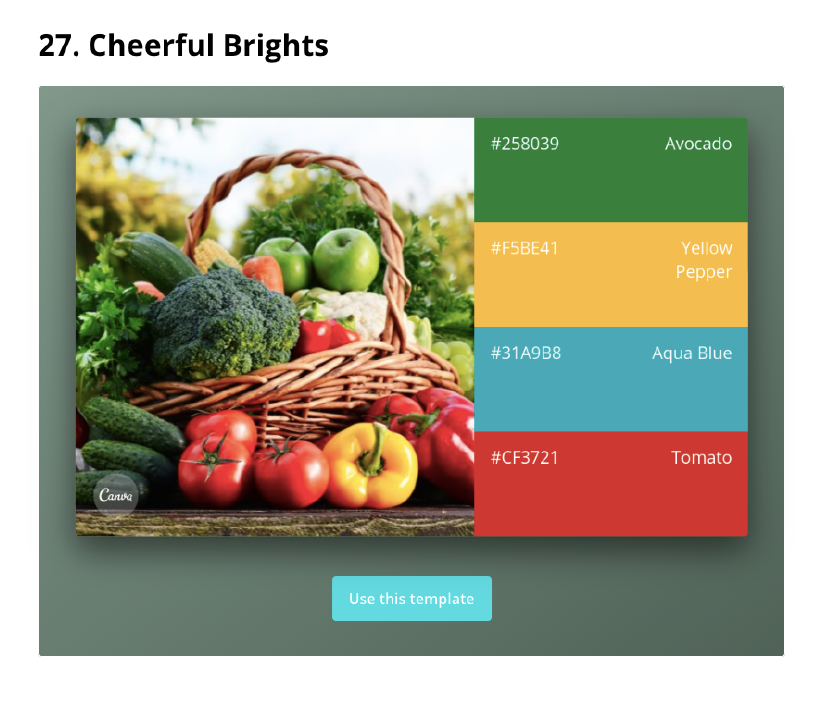 27. Cheerful Brights
#258039 Avocado
#F5BE41 Yellow
Pepper
#31A9B8 Aqua Blue
#CF3721 Tomato
Canva
Use this template